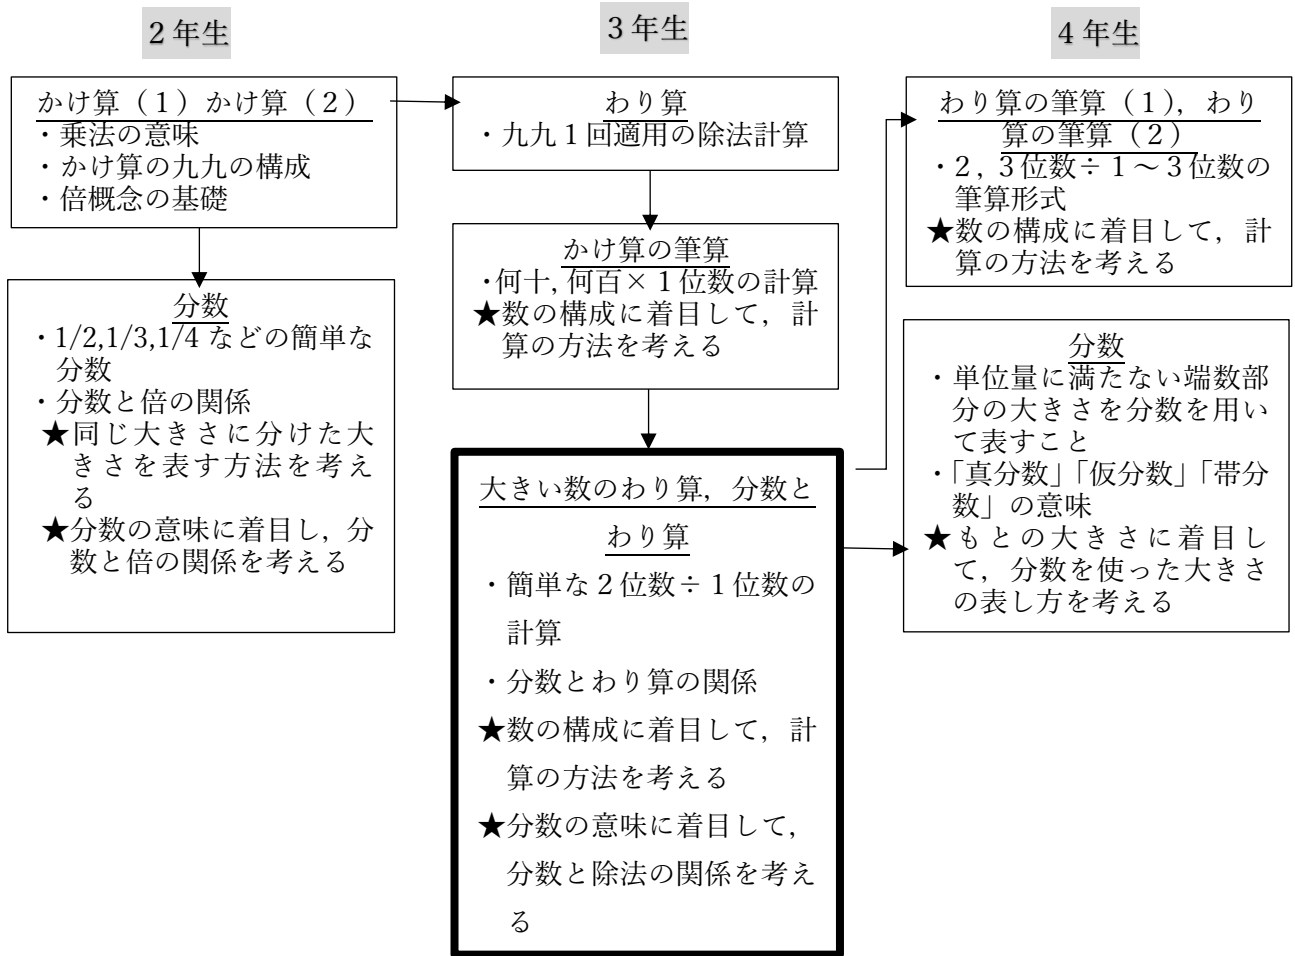 ２年生
かけ算（１）かけ算（２）
・乗法の意味
・かけ算の九九の構成
・倍概念の基礎
分数
・1/2,1/3,1/4 などの簡単な
分数
・分数と倍の関係
★同じ大きさに分けた大
きさを表す方法を考え
る
★分数の意味に着目し，分
数と倍の関係を考える
３年生
わり算
・九九１回適用の除法計算
かけ算の筆算
・何十，何百×１位数の計算
★数の構成に着目して，計
算の方法を考える
大きい数のわり算，分数と
わり算
・簡単な２位数÷１位数の
計算
・分数とわり算の関係
★数の構成に着目して，計
算の方法を考える
★分数の意味に着目して，
分数と除法の関係を考え
る
４年生
わり算の筆算（１），わり
算の筆算（２）
・２，３位数÷１～３位数の
筆算形式
★数の構成に着目して，計
算の方法を考える
分数
・単位量に満たない端数部
分の大きさを分数を用い
て表すこと
・「真分数」「仮分数」「帯分
数」の意味
★もとの大きさに着目し
て，分数を使った大きさ
の表し方を考える